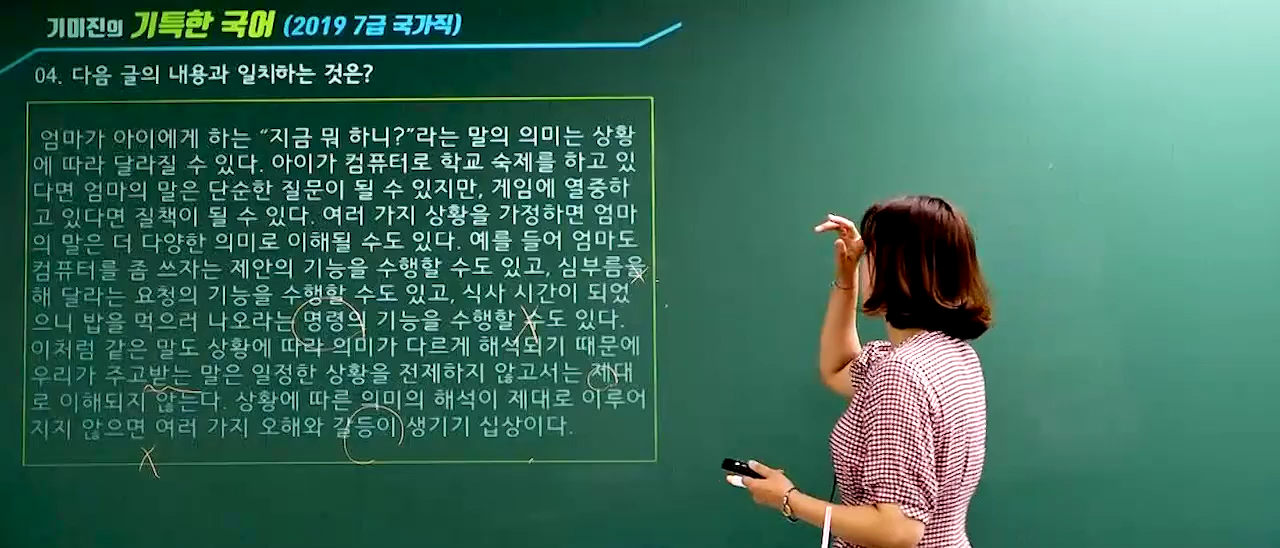 기미진의 기특한 국어 (2019 7급 국가직)
04. 다음 글의 내용과 일치하는 것은?
엄마가 아이에게 하는 “지금 뭐 하니?”라는 말의 의미는 상황
에 따라 달라질 수 있다. 아이가 컴퓨터로 학교 숙제를 하고 있
다면 엄마의 말은 단순한 질문이 될 수 있지만, 게임에 열중하
고 있다면 질책이 될 수 있다. 여러 가지 상황을 가정하면 엄마
의 말은 더 다양한 의미로 이해될 수도 있다. 예를 들어 엄마도
컴퓨터를 좀 쓰자는 제안의 기능을 수행할 수도 있고, 심부름을
해 달라는 요청의 기능을 수행할 수도 있고, 식사 시간이 되었
으니 밥을 먹으러 나오라는 명령의 기능을 수행할 수도 있다.
이처럼 같은 말도 상황에 따라 의미가 다르게 해석되기 때문에
우리가 주고받는 말은 일정한 상황을 전제하지 않고서는 제대
로 이해되지 않는다. 상황에 따른 의미의 해석이 제대로 이루어
지지 않으면 여러 가지 오해와 갈등이 생기기 십상이다.